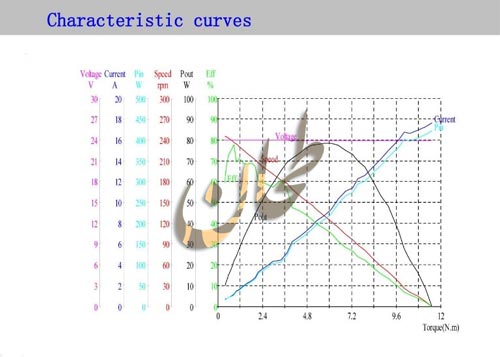 Characteristic curves
Voltage Current Pin Speed Pout Eff
V A W rpm W %
30 20 500 300 100 100
27 18 450 270 90 90
24 16 400 240 80 80
21 14 350 210 70 70
18 12 300 180 60 60
15 10 250 150 50 50
12 8 200 120 40 40
9 6 150 90 30 30
6 4 100 60 20 20
3 2 50 30 10 10
0 0 0 0 0 0
Voltage
Current
Pin
Speed
Eff
Pout
0 2.4 4.8 7.2 9.6 12
Torque(N.m)